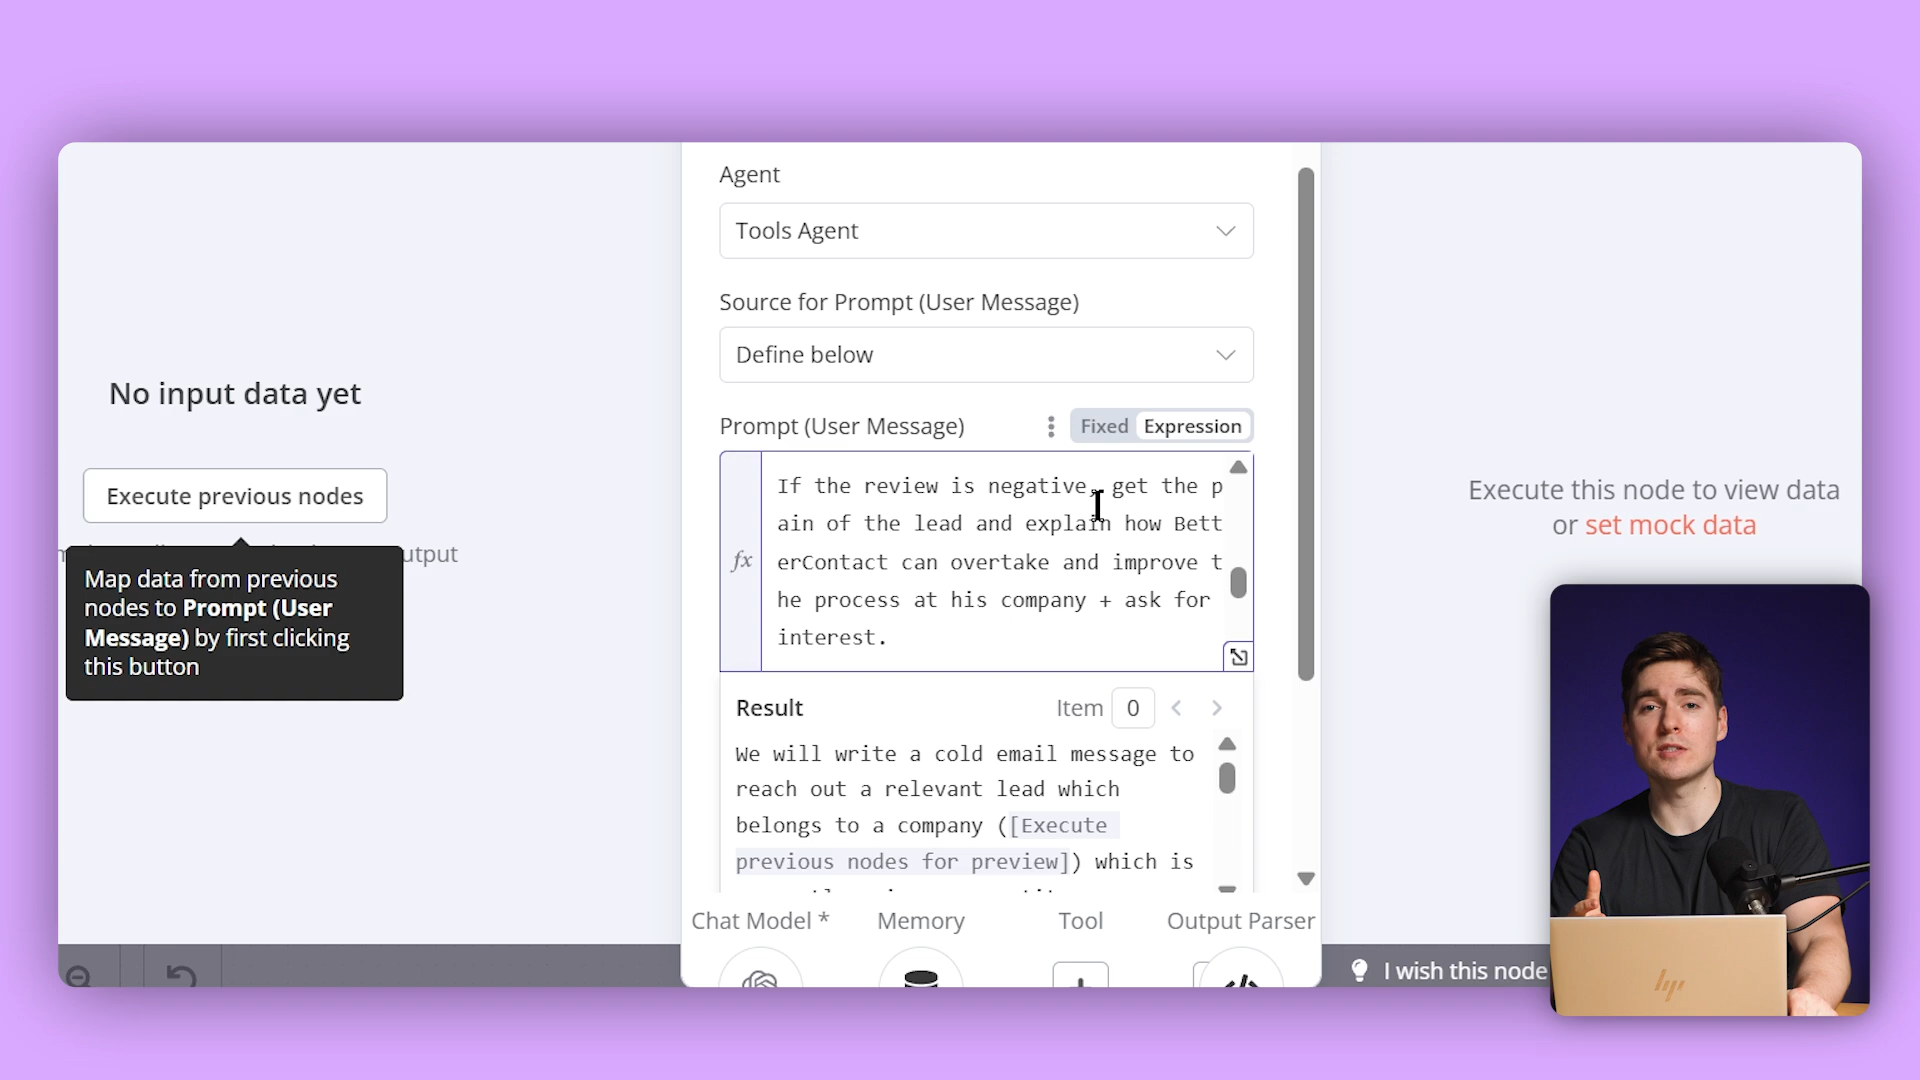 Agent
Tools Agent
Source for Prompt (User Message)
Define below
Prompt (User Message)
Fixed Expression
fx
If the review is negative, get the p
ain of the lead and explain how Bett
erContact can overtake and improve t
he process at his company + ask for
interest.
Result
Item 0
We will write a cold email message to
reach out a relevant lead which
belongs to a company ([Execute
previous nodes for preview]) which is
Chat Model *
Memory
Tool
Output Parser
No input data yet
Execute previous nodes
Map data from previous
nodes to Prompt (User
Message) by first clicking
this button
Execute this node to view data
or set mock data
I wish this node
hp